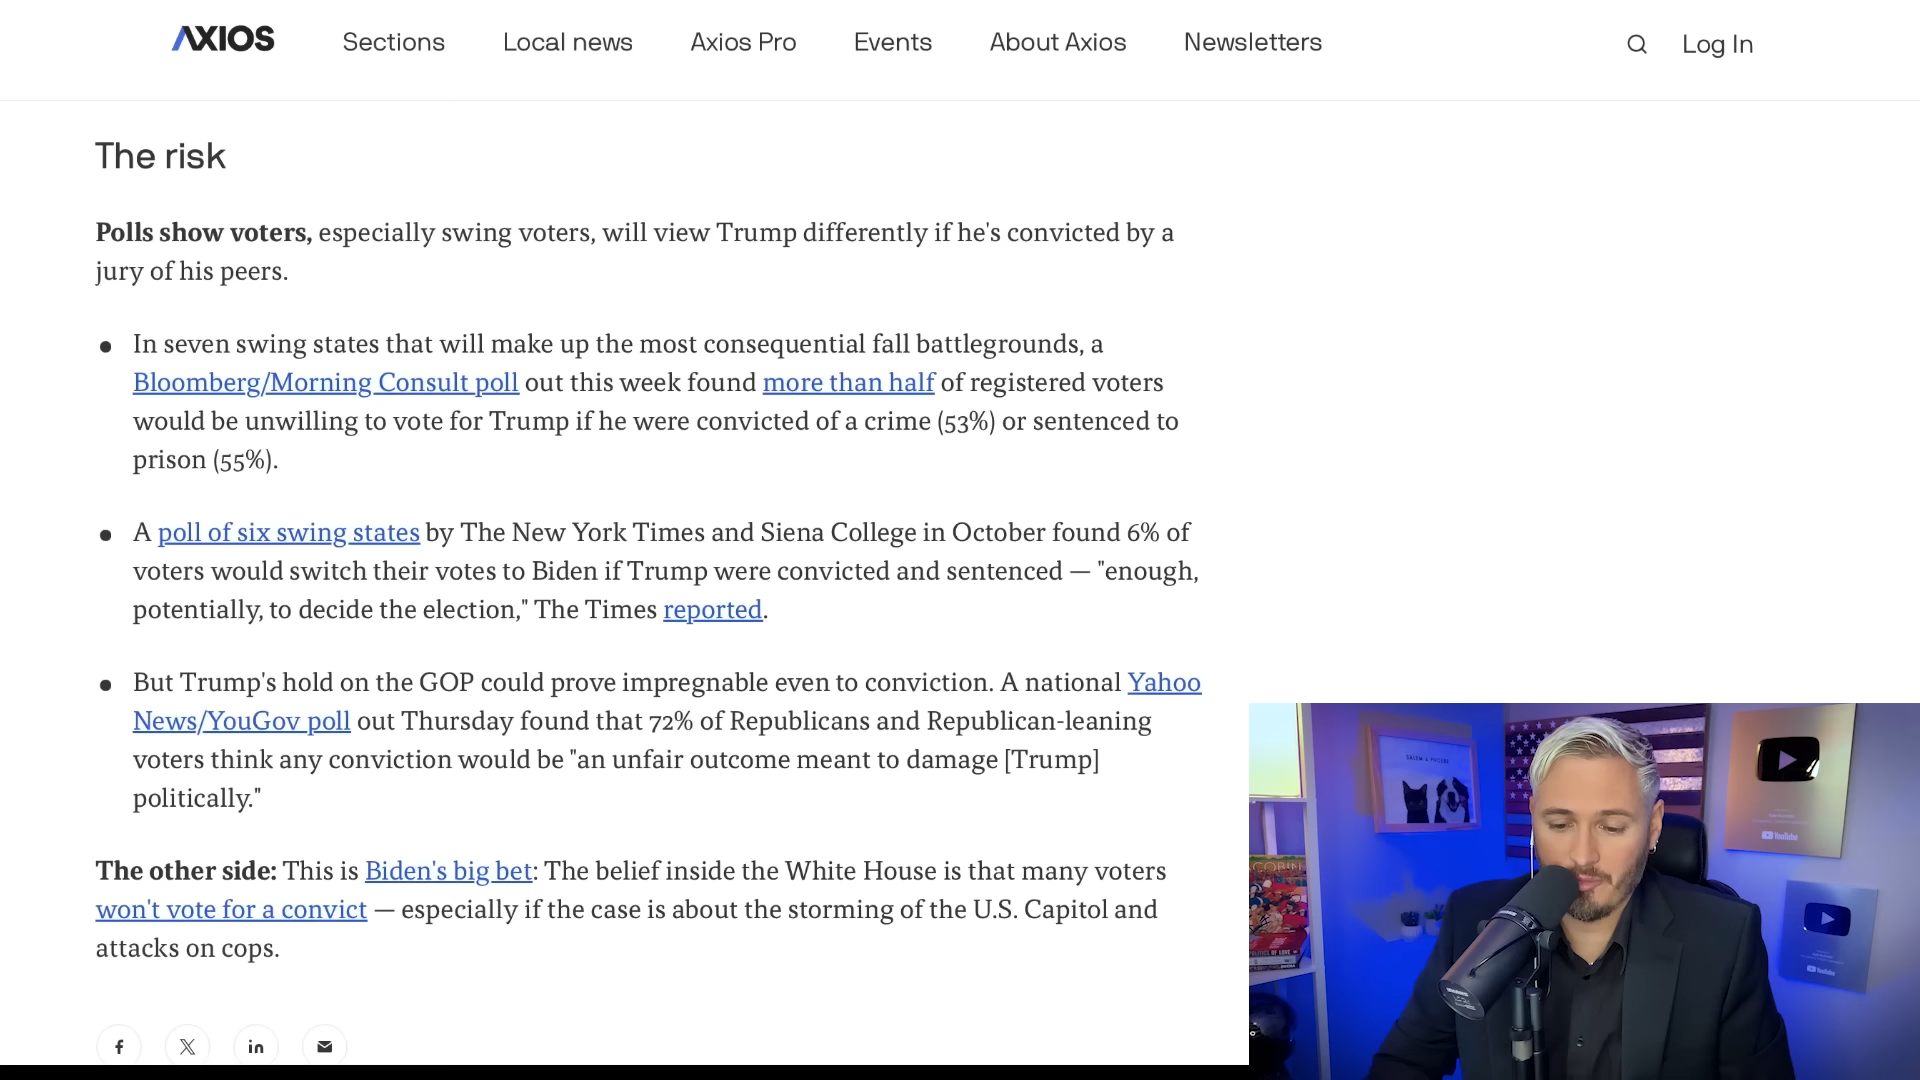 AXIOS Sections Local news Axios Pro Events About Axios Newsletters Log In
The risk
Polls show voters, especially swing voters, will view Trump differently if he's convicted by a
jury of his peers.
In seven swing states that will make up the most consequential fall battlegrounds, a
Bloomberg/Morning Consult poll out this week found more than half of registered voters
would be unwilling to vote for Trump if he were convicted of a crime (53%) or sentenced to
prison (55%).
A poll of six swing states by The New York Times and Siena College in October found 6% of
voters would switch their votes to Biden if Trump were convicted and sentenced — "enough,
potentially, to decide the election," The Times reported.
But Trump's hold on the GOP could prove impregnable even to conviction. A national Yahoo
News/YouGov poll out Thursday found that 72% of Republicans and Republican-leaning
voters think any conviction would be "an unfair outcome meant to damage [Trump]
politically."
The other side: This is Biden's big bet: The belief inside the White House is that many voters
won't vote for a convict — especially if the case is about the storming of the U.S. Capitol and
attacks on cops.
SALEM & PHOEBE
YouTube
YouTube